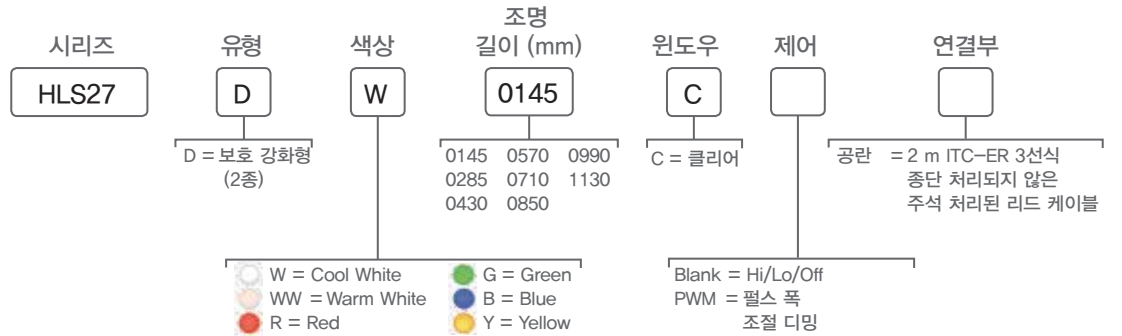 시리즈
유형
색상
조명
길이 (mm)
윈도우
제어
연결부
HLS27
D
W
0145
C
D = 보호 강화형
(2종)
0145 0570 0990
0285 0710 1130
0430 0850
C = 클리어
공란 = 2 m ITC-ER 3선식
종단 처리되지 않은
주석 처리된 리드 케이블
W = Cool White
WW = Warm White
R = Red
G = Green
B = Blue
Y = Yellow
Blank = Hi/Lo/Off
PWM = 펄스 폭
조절 디밍